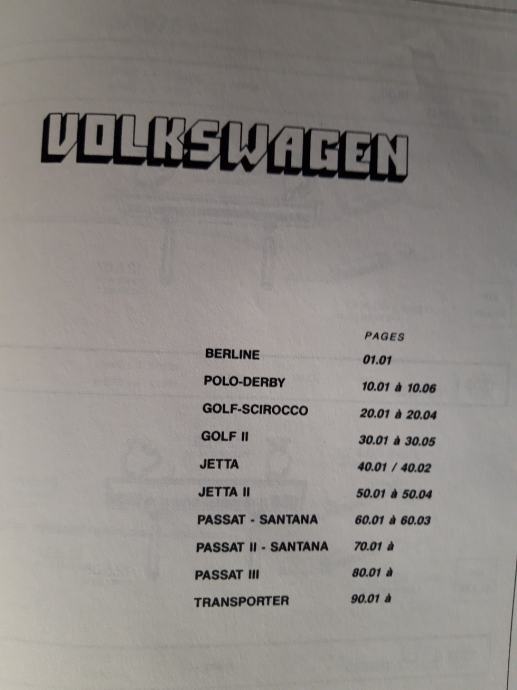 VOLKSWAGEN
PAGES
BERLINE 01.01
POLO-DERBY 10.01 à 10.06
GOLF-SCIROCCO 20.01 à 20.04
GOLF II 30.01 à 30.05
JETTA 40.01 / 40.02
JETTA II 50.01 à 50.04
PASSAT - SANTANA 60.01 à 60.03
PASSAT II - SANTANA 70.01 à
PASSAT III 80.01 à
TRANSPORTER 90.01 à